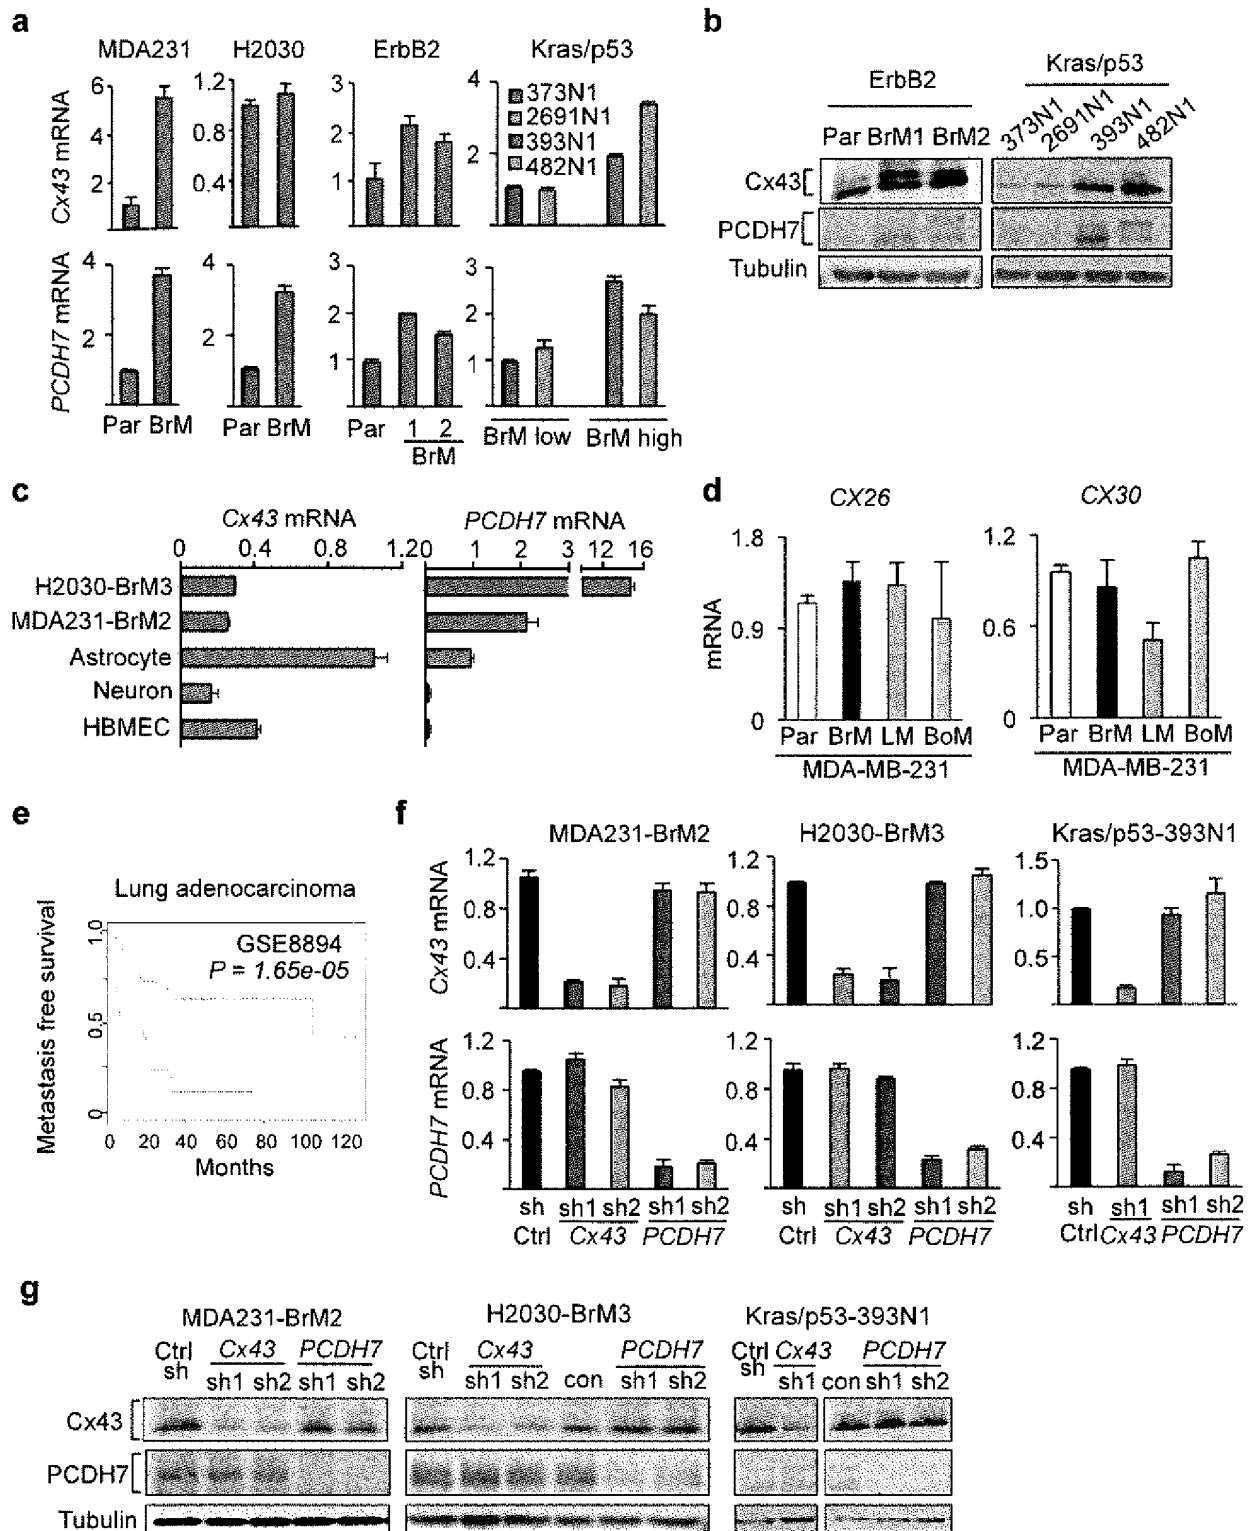 a
MDA231
H2030
ErbB2
Kras/p53
Cx43 mRNA
6
4
2
1.2
0.8
0.4
3
2
1
4
2
373N1
2691N1
393N1
482N1
PCDH7 mRNA
4
2
4
2
3
2
1
3
2
1
Par BrM
Par BrM
Par 1 2
BrM
BrM low
BrM high
b
ErbB2
Kras/p53
Par BrM1 BrM2
373N1 2691N1 393N1 482N1
Cx43
PCDH7
Tubulin
c
Cx43 mRNA
PCDH7 mRNA
0 0.4 0.8 1.2
0 1 2 3 12 16
H2030-BrM3
MDA231-BrM2
Astrocyte
Neuron
HBMEC
d
CX26
CX30
mRNA
1.8
0.9
0
1.2
0.6
0
Par BrM LM BoM
Par BrM LM BoM
MDA-MB-231
MDA-MB-231
e
Lung adenocarcinoma
GSE8894
P = 1.65e-05
Metastasis free survival
1.0
0.5
0
0 20 40 60 80 100 120
Months
f
MDA231-BrM2
H2030-BrM3
Kras/p53-393N1
Cx43 mRNA
1.2
0.8
0.4
1.2
0.8
0.4
1.5
1.0
0.5
PCDH7 mRNA
1.2
0.8
0.4
1.2
0.8
0.4
1.2
0.8
0.4
sh sh1 sh2 sh1 sh2
Ctrl Cx43 PCDH7
sh sh1 sh2 sh1 sh2
Ctrl Cx43 PCDH7
sh sh1 sh1 sh2
Ctrl Cx43 PCDH7
g
MDA231-BrM2
H2030-BrM3
Kras/p53-393N1
Ctrl sh Cx43 PCDH7
sh1 sh2 sh1 sh2
Ctrl sh Cx43 PCDH7
sh1 sh2 con sh1 sh2
Ctrl sh Cx43 PCDH7
sh1 con sh1 sh2
Cx43
PCDH7
Tubulin